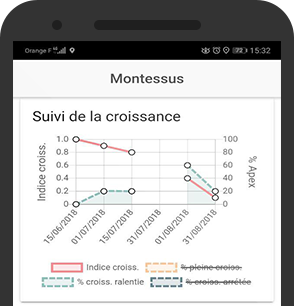 Orange F 72 15:32
Montessus
Suivi de la croissance
Indice croiss.
1.0
0.8
0.6
0.4
0.2
0
100
80
60
40
20
0
% Apex
15/06/2018
01/07/2018
15/07/2018
31/07/2018
01/08/2018
31/08/2018
Indice croiss. % pleine croiss.
% croiss. ralentie % croiss. arrêtée